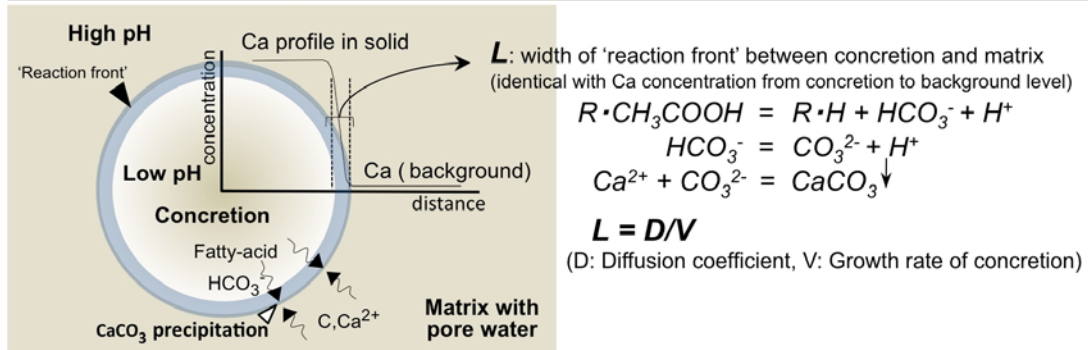 High pH
'Reaction front'
Ca profile in solid
concentration
Low pH
Ca ( background)
distance
Concretion
Fatty-acid
HCO₃⁻
CaCO₃ precipitation
C,Ca²⁺
Matrix with
pore water
L: width of 'reaction front' between concretion and matrix
(identical with Ca concentration from concretion to background level)
R·CH₃COOH = R·H + HCO₃⁻ + H⁺
HCO₃⁻ = CO₃²⁻ + H⁺
Ca²⁺ + CO₃²⁻ = CaCO₃↓
L = D/V
(D: Diffusion coefficient, V: Growth rate of concretion)